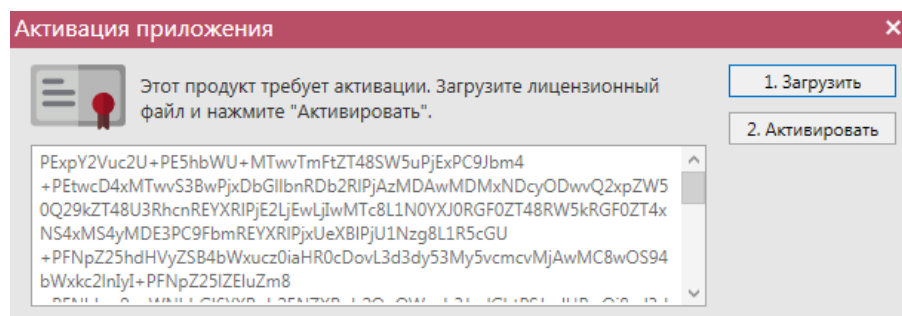 Активация приложения
Этот продукт требует активации. Загрузите лицензионный
файл и нажмите "Активировать".
1. Загрузить
2. Активировать
PExpY2Vuc2U+PE5hbWU+MTwvTmFtZT48SW5uPjExPC9Jbm4
+PEtwcD4xMTwvS3BwPjxDbGllbnRDb2RlPjAzMDAwMDMxNDcyODwvQ2xpZW5
0Q29kZT48U3RhcnREYXRlPjE2LjEwLjIwMTc8L1N0YXJ0RGF0ZT48RW5kRGF0ZT4x
NS4xMS4yMDE3PC9FbmREYXRlPjxUeXBlPjU1Nzg8L1R5cGU
+PFNpZ25hdHVyZSB4bWxucz0iaHR0cDovL3d3dy53My5vcmcvMjAwMC8wOS94
bWxkc2lnIyI+PFNpZ25lZEluZm8